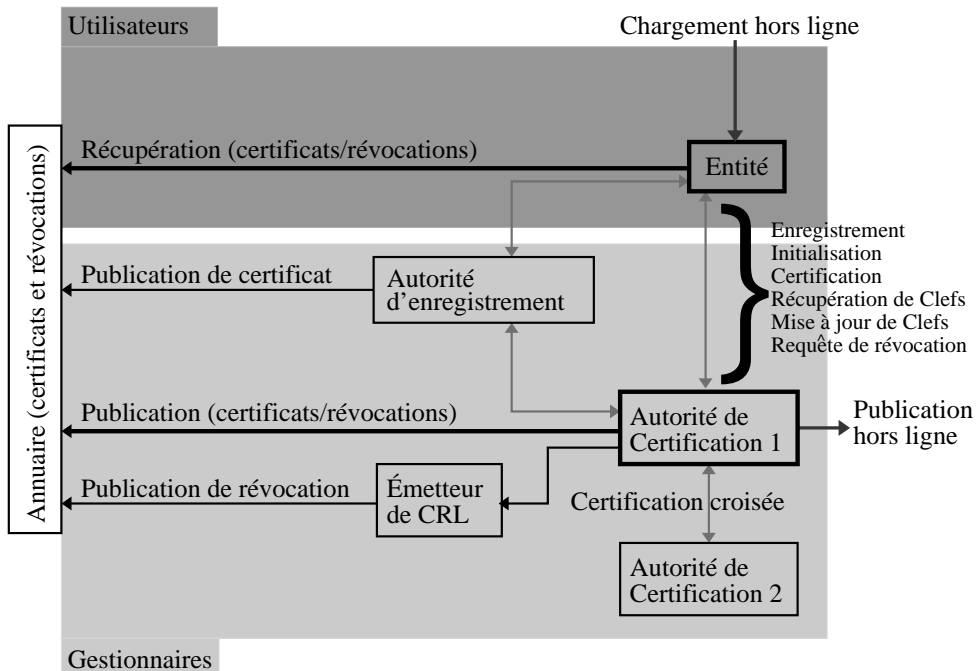 Utilisateurs
Chargement hors ligne
Annuaire (certificats et révocations)
Récupération (certificats/révocations)
Entité
Enregistrement
Initialisation
Certification
Récupération de Clefs
Mise à jour de Clefs
Requête de révocation
Publication de certificat
Autorité
d’enregistrement
Publication (certificats/révocations)
Autorité de
Certification 1
Publication
hors ligne
Publication de révocation
Émetteur
de CRL
Certification croisée
Autorité de
Certification 2
Gestionnaires